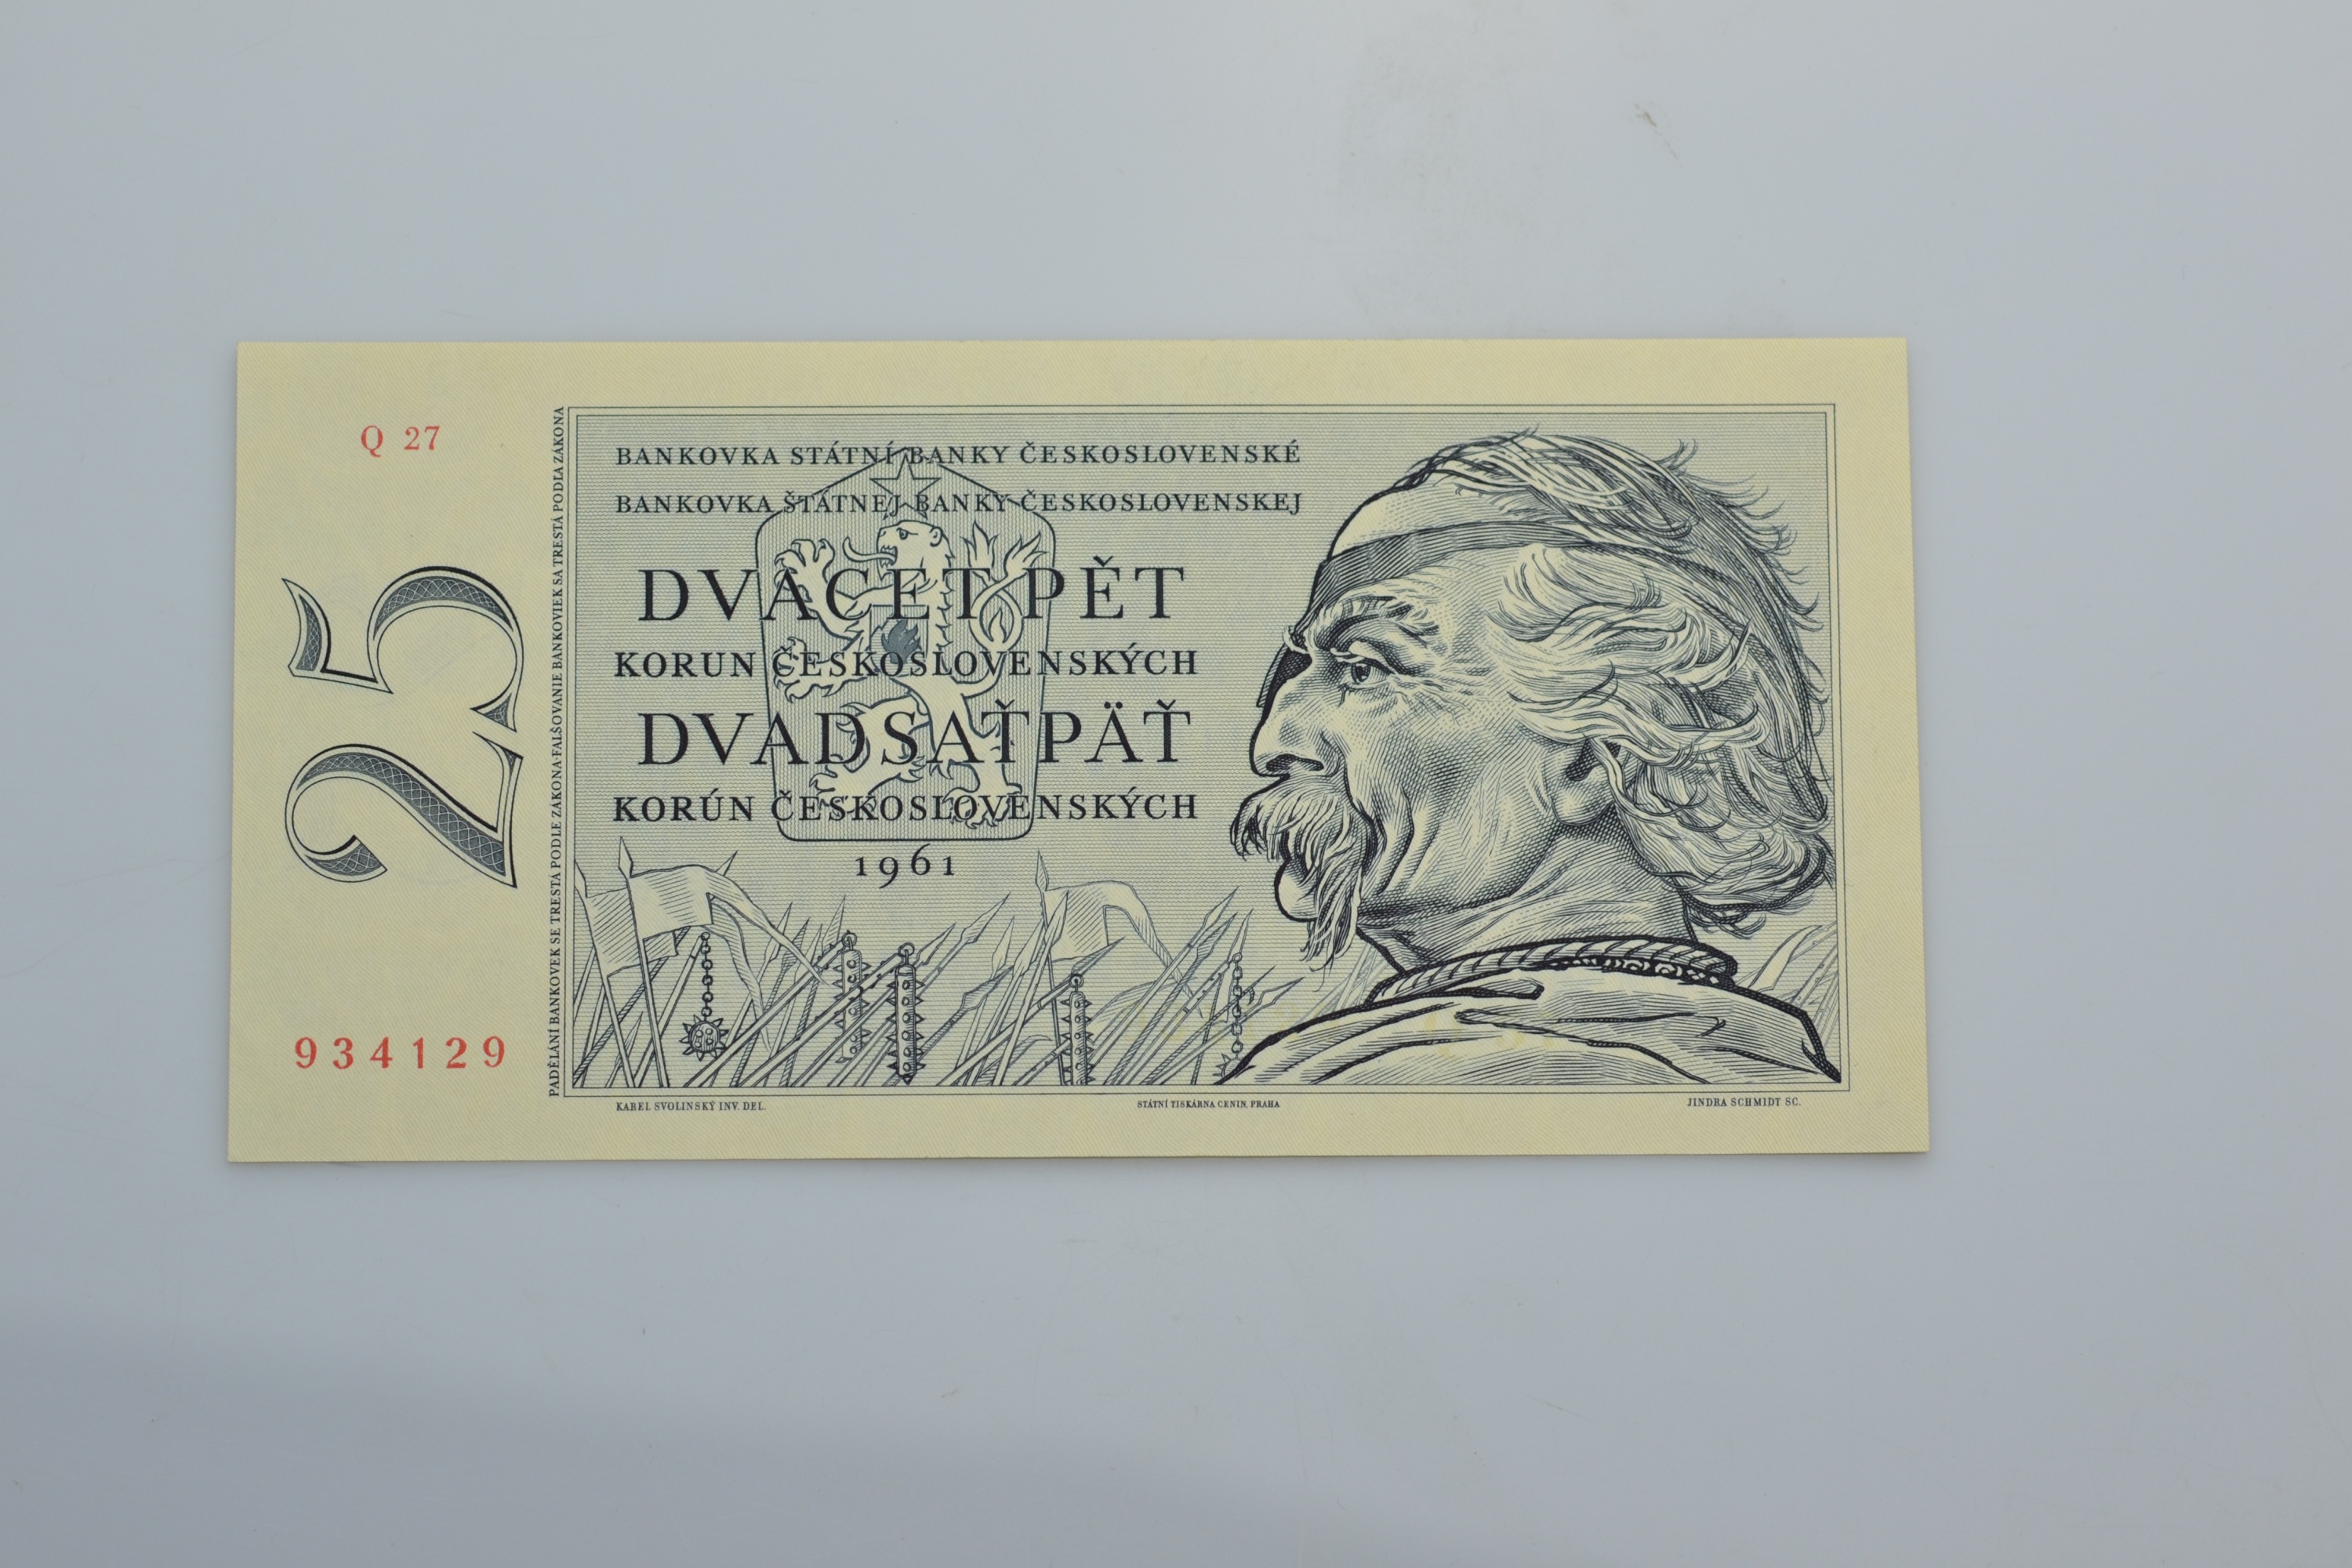 Q 27
25
934129
PADĚLÁNÍ BANKOVEK SE TRESTÁ PODLE ZÁKONA-FALŠOVANIE BANKOVIEK SA TRESTÁ PODĽA ZÁKONA
BANKOVKA STÁTNÍ BANKY ČESKOSLOVENSKÉ
BANKOVKA ŠTÁTNEJ BANKY ČESKOSLOVENSKEJ
DVACET PĚT
KORUN ČESKOSLOVENSKÝCH
DVADSAŤPÄŤ
KORÚN ČESKOSLOVENSKÝCH
1961
KAREL SVOLINSKÝ INV. DEL.
STÁTNÍ TISKÁRNA CENIN, PRAHA
JINDRA SCHMIDT SC.